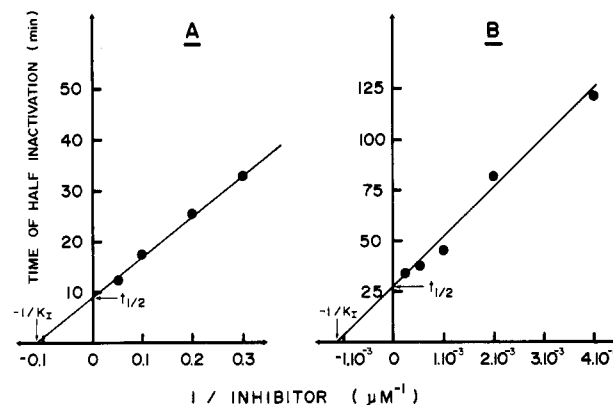 A
B
TIME OF HALF INACTIVATION (min)
50
40
30
20
10
125
100
75
50
25
-1/KI
t1/2
-1/KI
t1/2
-0.1 0 0.1 0.2 0.3
-1.10⁻³ 0 1.10⁻³ 2.10⁻³ 3.10⁻³ 4.10⁻
1 / INHIBITOR (μM⁻¹)